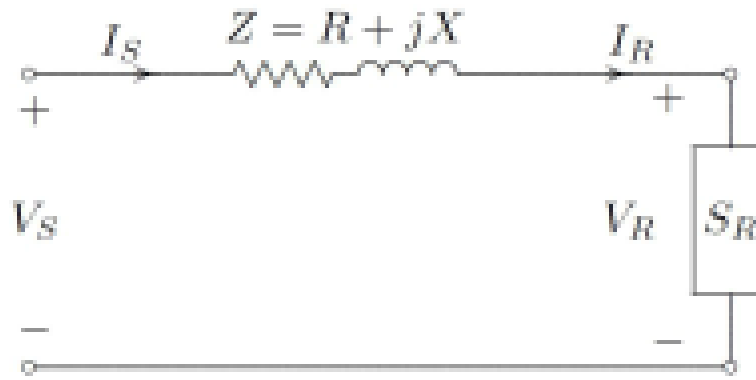 I_S Z = R + jX I_R
+ +
V_S V_R S_R
− −